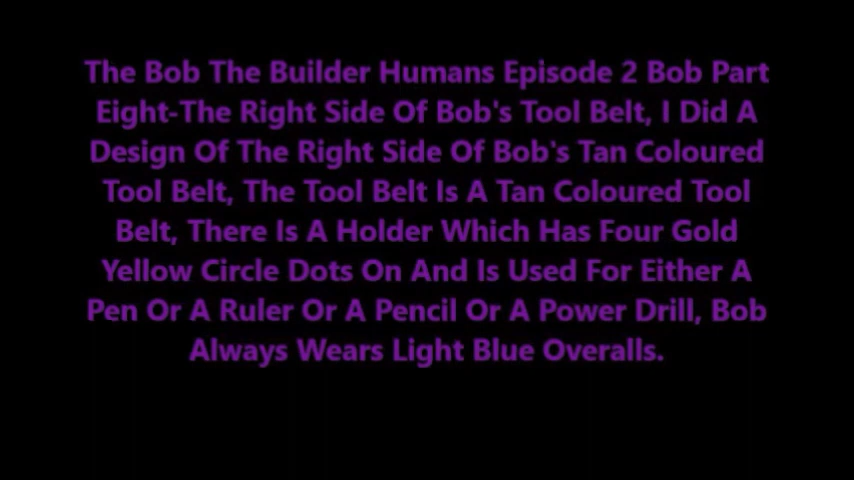 The Bob The Builder Humans Episode 2 Bob Part
Eight-The Right Side Of Bob's Tool Belt, I Did A
Design Of The Right Side Of Bob's Tan Coloured
Tool Belt, The Tool Belt Is A Tan Coloured Tool
Belt, There Is A Holder Which Has Four Gold
Yellow Circle Dots On And Is Used For Either A
Pen Or A Ruler Or A Pencil Or A Power Drill, Bob
Always Wears Light Blue Overalls.